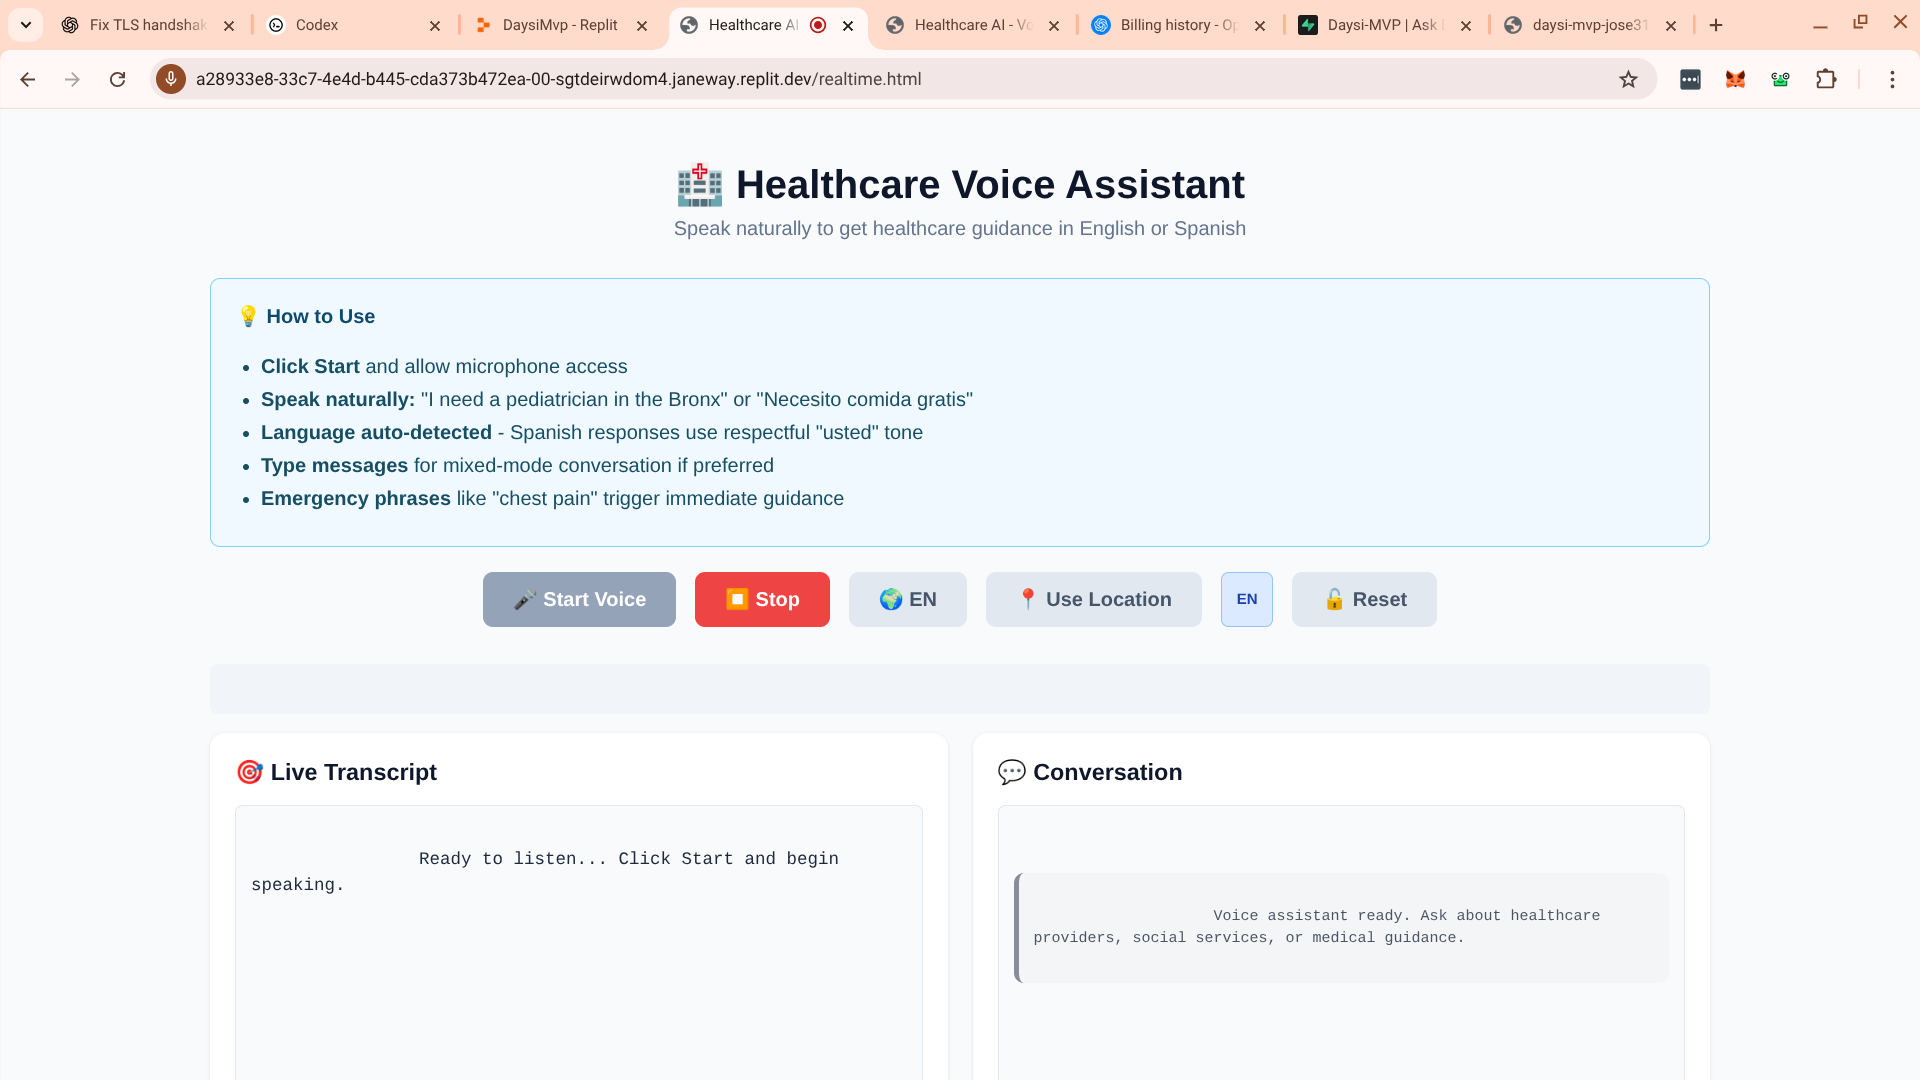 Fix TLS handshak
Codex
DaysiMvp - Replit
Healthcare AI
Healthcare AI - Vo
Billing history - Op
Daysi-MVP | Ask
daysi-mvp-jose31
a28933e8-33c7-4e4d-b445-cda373b472ea-00-sgtdeirwdom4.janeway.replit.dev/realtime.html
Healthcare Voice Assistant
Speak naturally to get healthcare guidance in English or Spanish
How to Use
Click Start and allow microphone access
Speak naturally: "I need a pediatrician in the Bronx" or "Necesito comida gratis"
Language auto-detected - Spanish responses use respectful "usted" tone
Type messages for mixed-mode conversation if preferred
Emergency phrases like "chest pain" trigger immediate guidance
Start Voice
Stop
EN
Use Location
EN
Reset
Live Transcript
Ready to listen... Click Start and begin
speaking.
Conversation
Voice assistant ready. Ask about healthcare
providers, social services, or medical guidance.